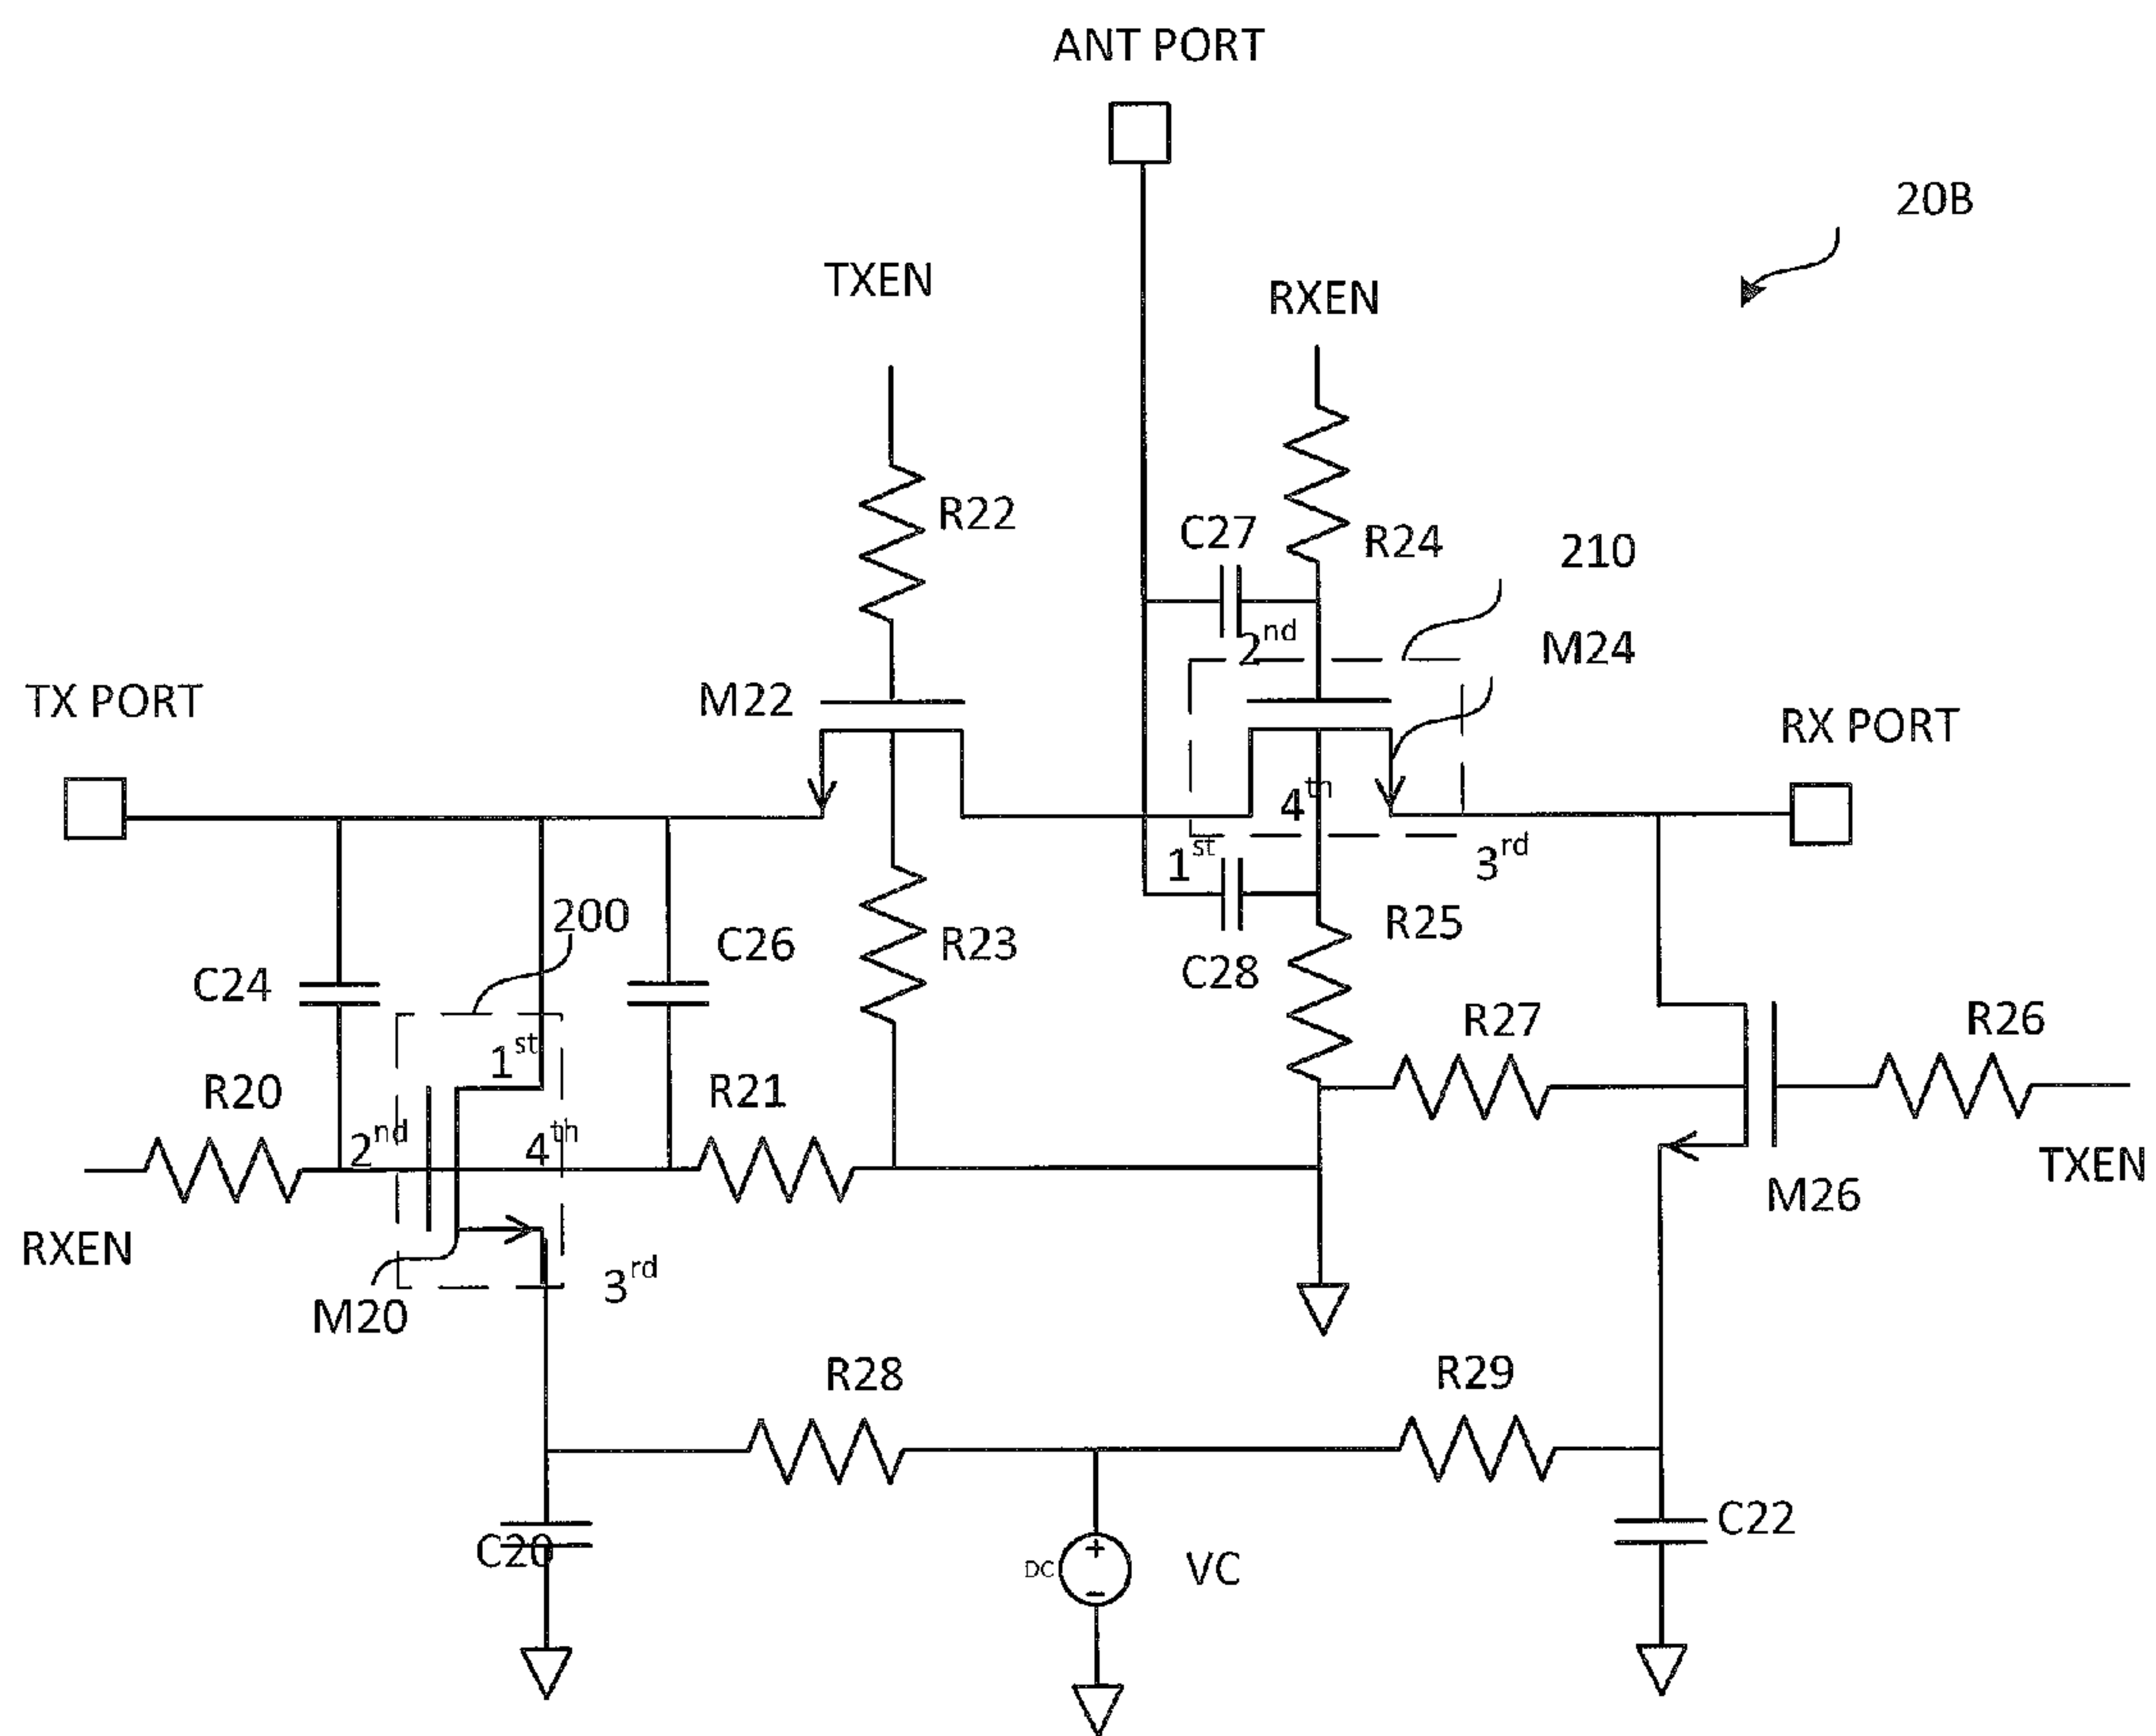 ANT PORT
20B
TXEN
RXEN
R22
C27
R24
210
2nd
M24
TX PORT
M22
RX PORT
4th
1st
3rd
200
R25
C26
R23
C24
C28
R27
R26
1st
R20
R21
2nd
4th
TXEN
M26
RXEN
3rd
M20
R28
R29
C22
C20
+
DC
VC
-